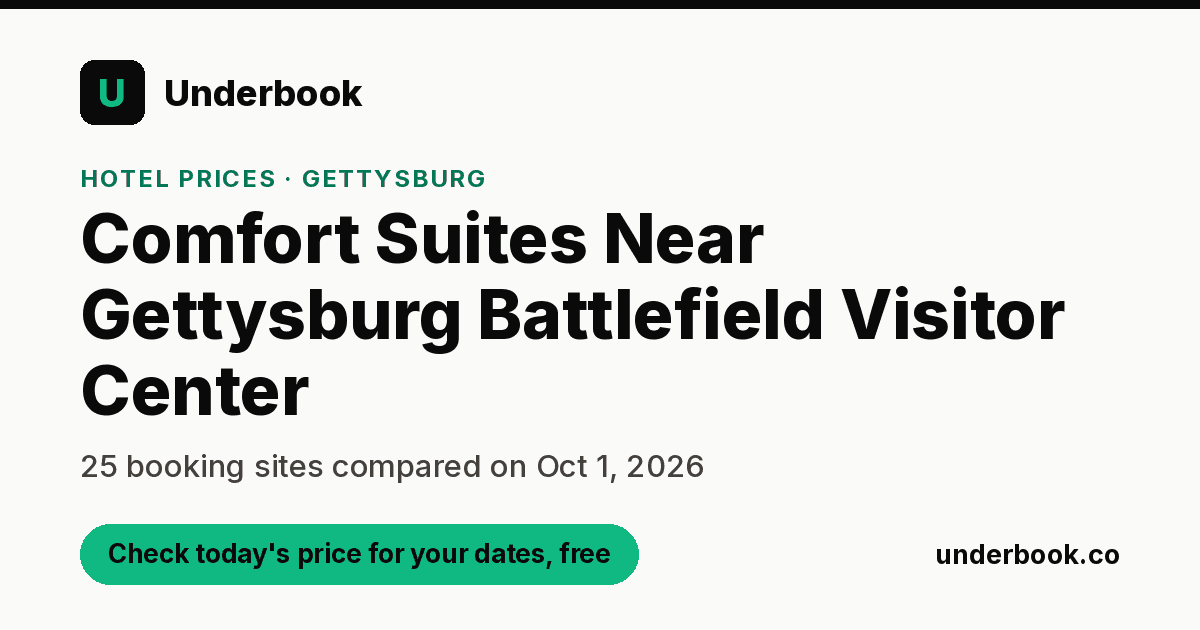 U Underbook
HOTEL PRICES · GETTYSBURG
Comfort Suites Near
Gettysburg Battlefield Visitor
Center
25 booking sites compared on Oct 1, 2026
Check today's price for your dates, free
underbook.co